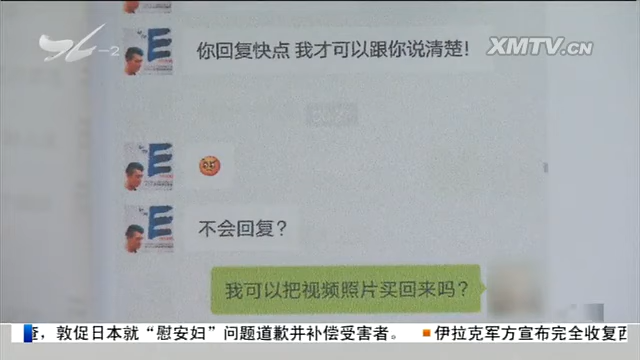 XMTV.CN
你回复快点 我才可以跟你说清楚!
E
E
不会回复?
E
我可以把视频照片买回来吗?
查，敦促日本就“慰安妇”问题道歉并补偿受害者。 ■伊拉克军方宣布完全收复西